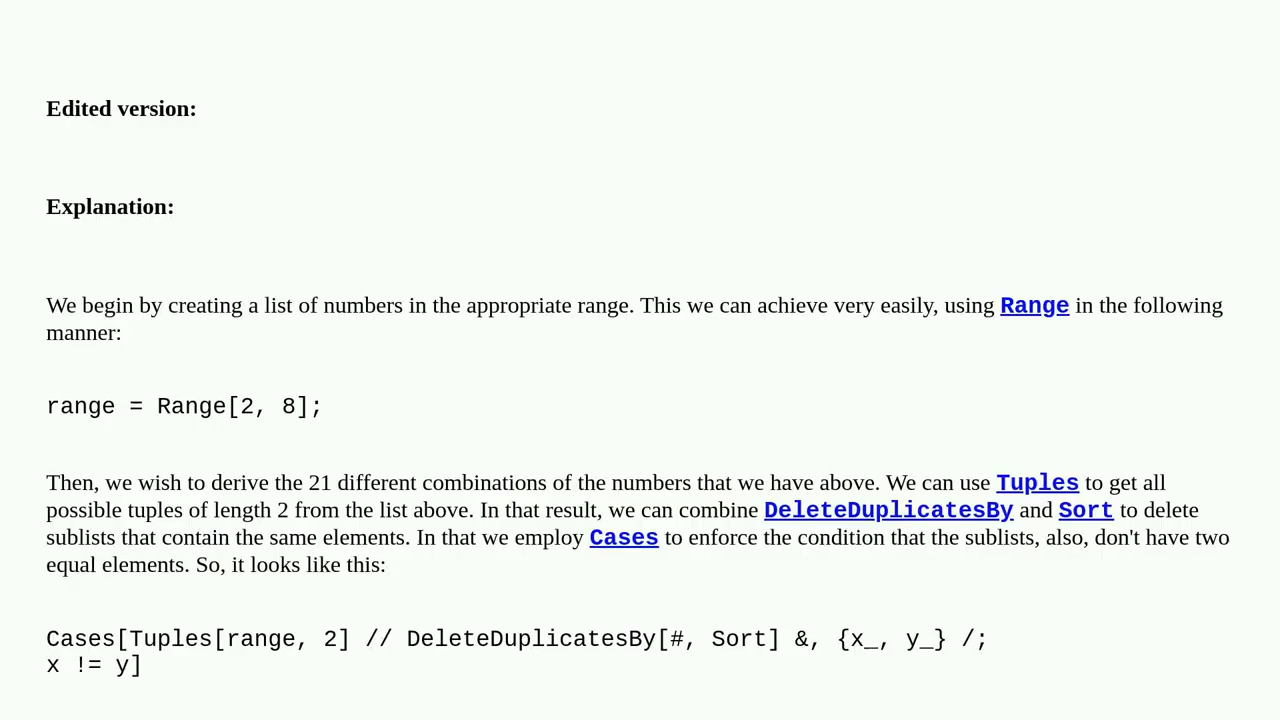 Edited version:
Explanation:
We begin by creating a list of numbers in the appropriate range. This we can achieve very easily, using Range in the following
manner:
range = Range[2, 8];
Then, we wish to derive the 21 different combinations of the numbers that we have above. We can use Tuples to get all
possible tuples of length 2 from the list above. In that result, we can combine DeleteDuplicatesBy and Sort to delete
sublists that contain the same elements. In that we employ Cases to enforce the condition that the sublists, also, don't have two
equal elements. So, it looks like this:
Cases[Tuples[range, 2] // DeleteDuplicatesBy[#, Sort] &, {x_, y_} /;
x != y]